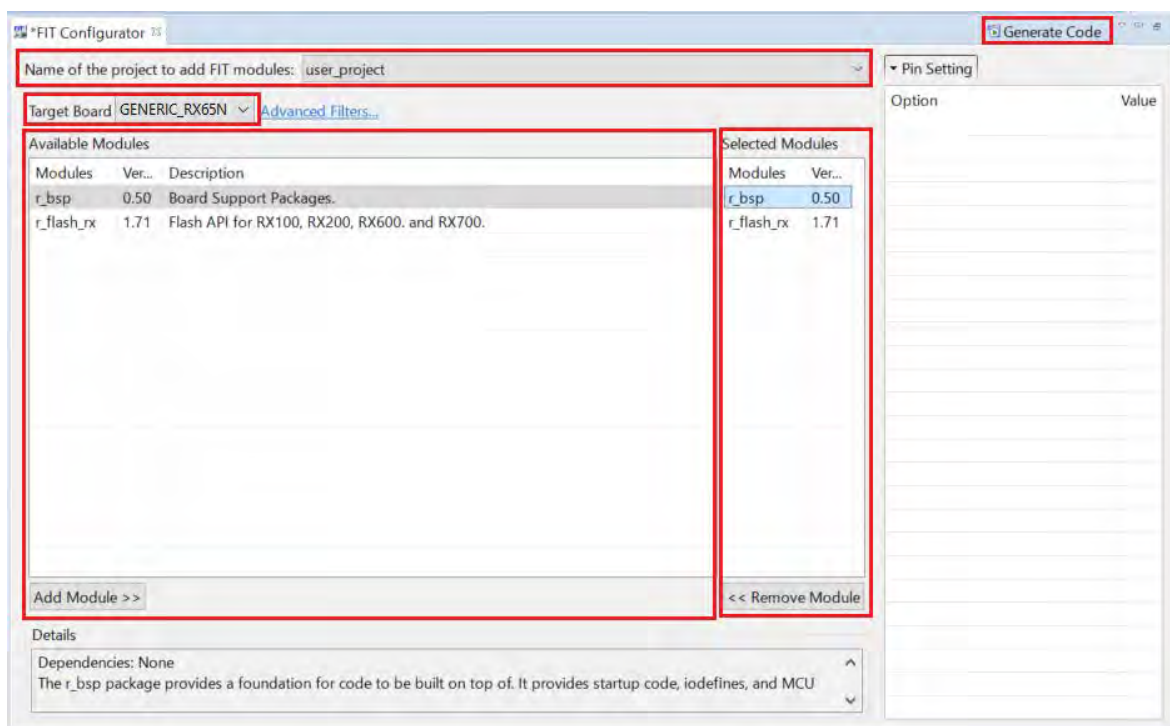 *FIT Configurator
Generate Code
Name of the project to add FIT modules: user_project
Pin Setting
Target Board GENERIC_RX65N Advanced Filters...
Option Value
Available Modules
Selected Modules
Modules Ver... Description
Modules Ver...
r_bsp 0.50 Board Support Packages.
r_bsp 0.50
r_flash_rx 1.71 Flash API for RX100, RX200, RX600. and RX700.
r_flash_rx 1.71
Add Module >>
<< Remove Module
Details
Dependencies: None
The r_bsp package provides a foundation for code to be built on top of. It provides startup code, iodefines, and MCU